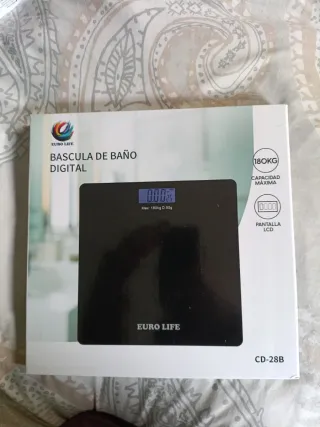 EURO LIFE
BASCULA DE BAÑO
DIGITAL
180KG
CAPACIDAD
MÁXIMA
PANTALLA
LCD
EURO LIFE
CD-28B